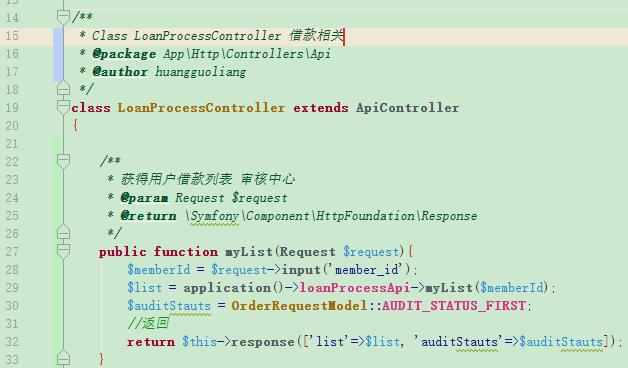 14 /**
15 * Class LoanProcessController 借款相关
16 * @package App\Http\Controllers\Api
17 * @author huangguoliang
18 */
19 class LoanProcessController extends ApiController
20 {
21
22 /**
23 * 获得用户借款列表 审核中心
24 * @param Request $request
25 * @return \Symfony\Component\HttpFoundation\Response
26 */
27 public function myList(Request $request){
28 $memberId = $request->input('member_id');
29 $list = application()->loanProcessApi->myList($memberId);
30 $auditStauts = OrderRequestModel::AUDIT_STATUS_FIRST;
31 //返回
32 return $this->response(['list'=>$list, 'auditStauts'=>$auditStauts]);
33 }